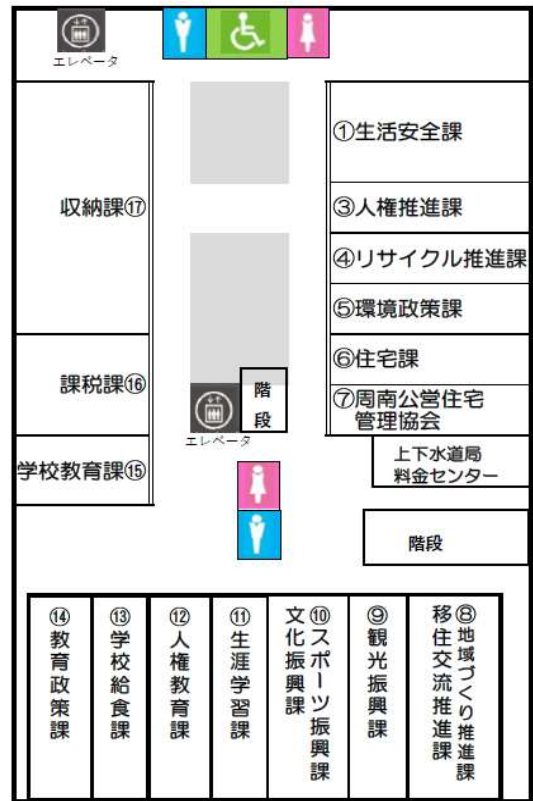 エレベータ
収納課⑰
課税課⑯
学校教育課⑮
①生活安全課
③人権推進課
④リサイクル推進課
⑤環境政策課
⑥住宅課
⑦周南公営住宅
管理協会
階
段
エレベータ
上下水道局
料金センター
階段
⑧地域づくり推進課
移住交流推進課
⑨観光振興課
⑩スポーツ振興課
文化振興課
⑪生涯学習課
⑫人権教育課
⑬学校給食課
⑭教育政策課